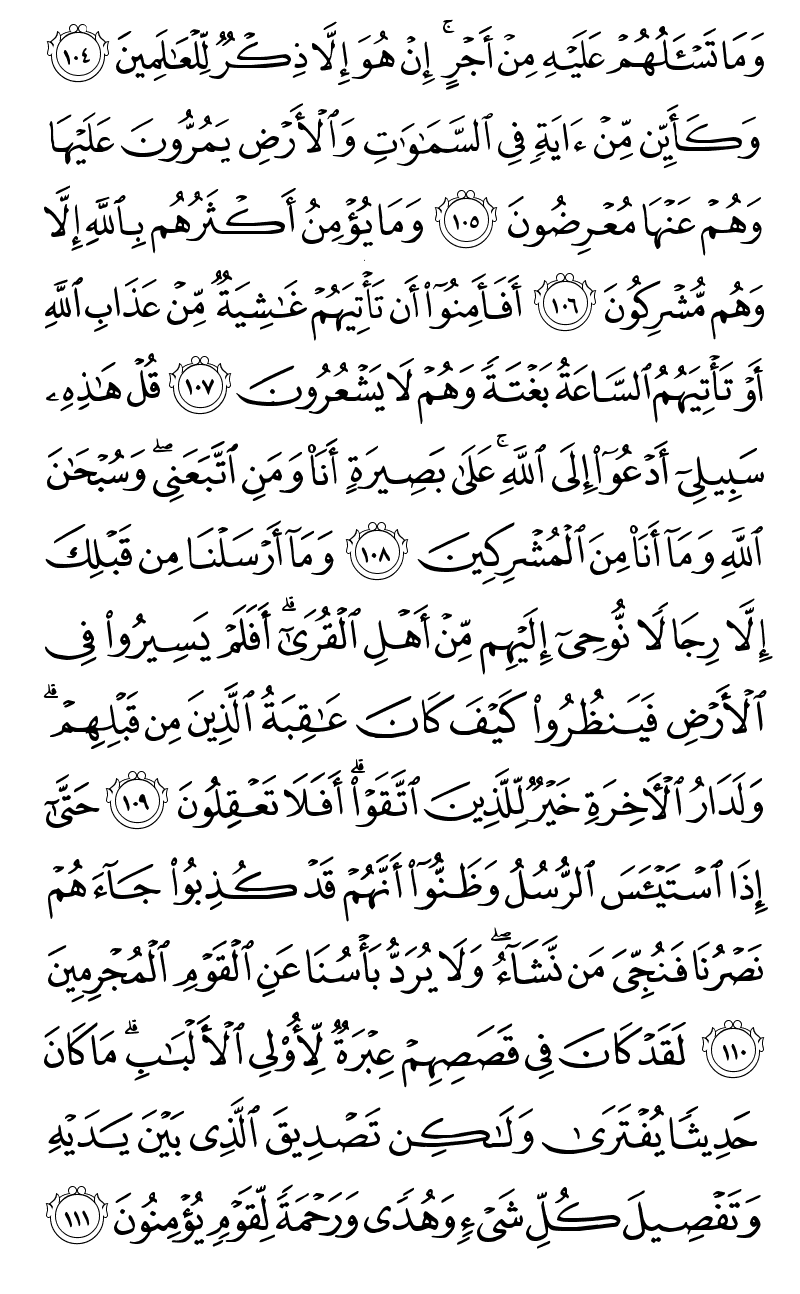 وَمَا تَسْـَٔلُهُمْ عَلَيْهِ مِنْ أَجْرٍ ۚ إِنْ هُوَ إِلَّا ذِكْرٌ لِّلْعَـٰلَمِينَ ١٠٤
وَكَأَيِّن مِّنْ ءَايَةٍ فِى ٱلسَّمَـٰوَٰتِ وَٱلْأَرْضِ يَمُرُّونَ عَلَيْهَا
وَهُمْ عَنْهَا مُعْرِضُونَ ١٠٥ وَمَا يُؤْمِنُ أَكْثَرُهُم بِٱللَّهِ إِلَّا
وَهُم مُّشْرِكُونَ ١٠٦ أَفَأَمِنُوٓا۟ أَن تَأْتِيَهُمْ غَـٰشِيَةٌ مِّنْ عَذَابِ ٱللَّهِ
أَوْ تَأْتِيَهُمُ ٱلسَّاعَةُ بَغْتَةً وَهُمْ لَا يَشْعُرُونَ ١٠٧ قُلْ هَـٰذِهِۦ
سَبِيلِىٓ أَدْعُوٓا۟ إِلَى ٱللَّهِ ۚ عَلَىٰ بَصِيرَةٍ أَنَا۠ وَمَنِ ٱتَّبَعَنِى ۖ وَسُبْحَـٰنَ
ٱللَّهِ وَمَآ أَنَا۠ مِنَ ٱلْمُشْرِكِينَ ١٠٨ وَمَآ أَرْسَلْنَا مِن قَبْلِكَ
إِلَّا رِجَالًا نُّوحِىٓ إِلَيْهِم مِّنْ أَهْلِ ٱلْقُرَىٰٓ ۗ أَفَلَمْ يَسِيرُوا۟ فِى
ٱلْأَرْضِ فَيَنظُرُوا۟ كَيْفَ كَانَ عَـٰقِبَةُ ٱلَّذِينَ مِن قَبْلِهِمْ ۗ
وَلَدَارُ ٱلْـَٔاخِرَةِ خَيْرٌ لِّلَّذِينَ ٱتَّقَوْا۟ ۗ أَفَلَا تَعْقِلُونَ ١٠٩ حَتَّىٰٓ
إِذَا ٱسْتَيْـَٔسَ ٱلرُّسُلُ وَظَنُّوٓا۟ أَنَّهُمْ قَدْ كُذِبُوا۟ جَآءَهُمْ
نَصْرُنَا فَنُجِّىَ مَن نَّشَآءُ ۖ وَلَا يُرَدُّ بَأْسُنَا عَنِ ٱلْقَوْمِ ٱلْمُجْرِمِينَ
١١٠ لَقَدْ كَانَ فِى قَصَصِهِمْ عِبْرَةٌ لِّأُو۟لِى ٱلْأَلْبَـٰبِ ۗ مَا كَانَ
حَدِيثًا يُفْتَرَىٰ وَلَـٰكِن تَصْدِيقَ ٱلَّذِى بَيْنَ يَدَيْهِ
وَتَفْصِيلَ كُلِّ شَىْءٍ وَهُدًى وَرَحْمَةً لِّقَوْمٍ يُؤْمِنُونَ ١١١